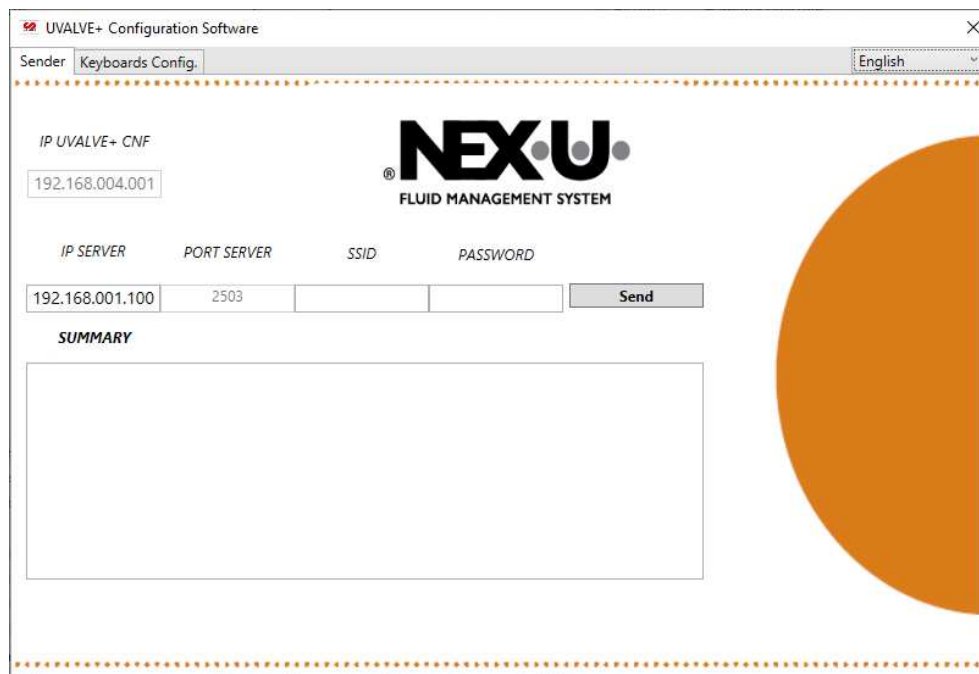 UVALVE+ Configuration Software
Sender Keyboards Config. English
IP UVALVE+ CNF
192.168.004.001
® NEX·U·
FLUID MANAGEMENT SYSTEM
IP SERVER PORT SERVER SSID PASSWORD
192.168.001.100 2503 Send
SUMMARY